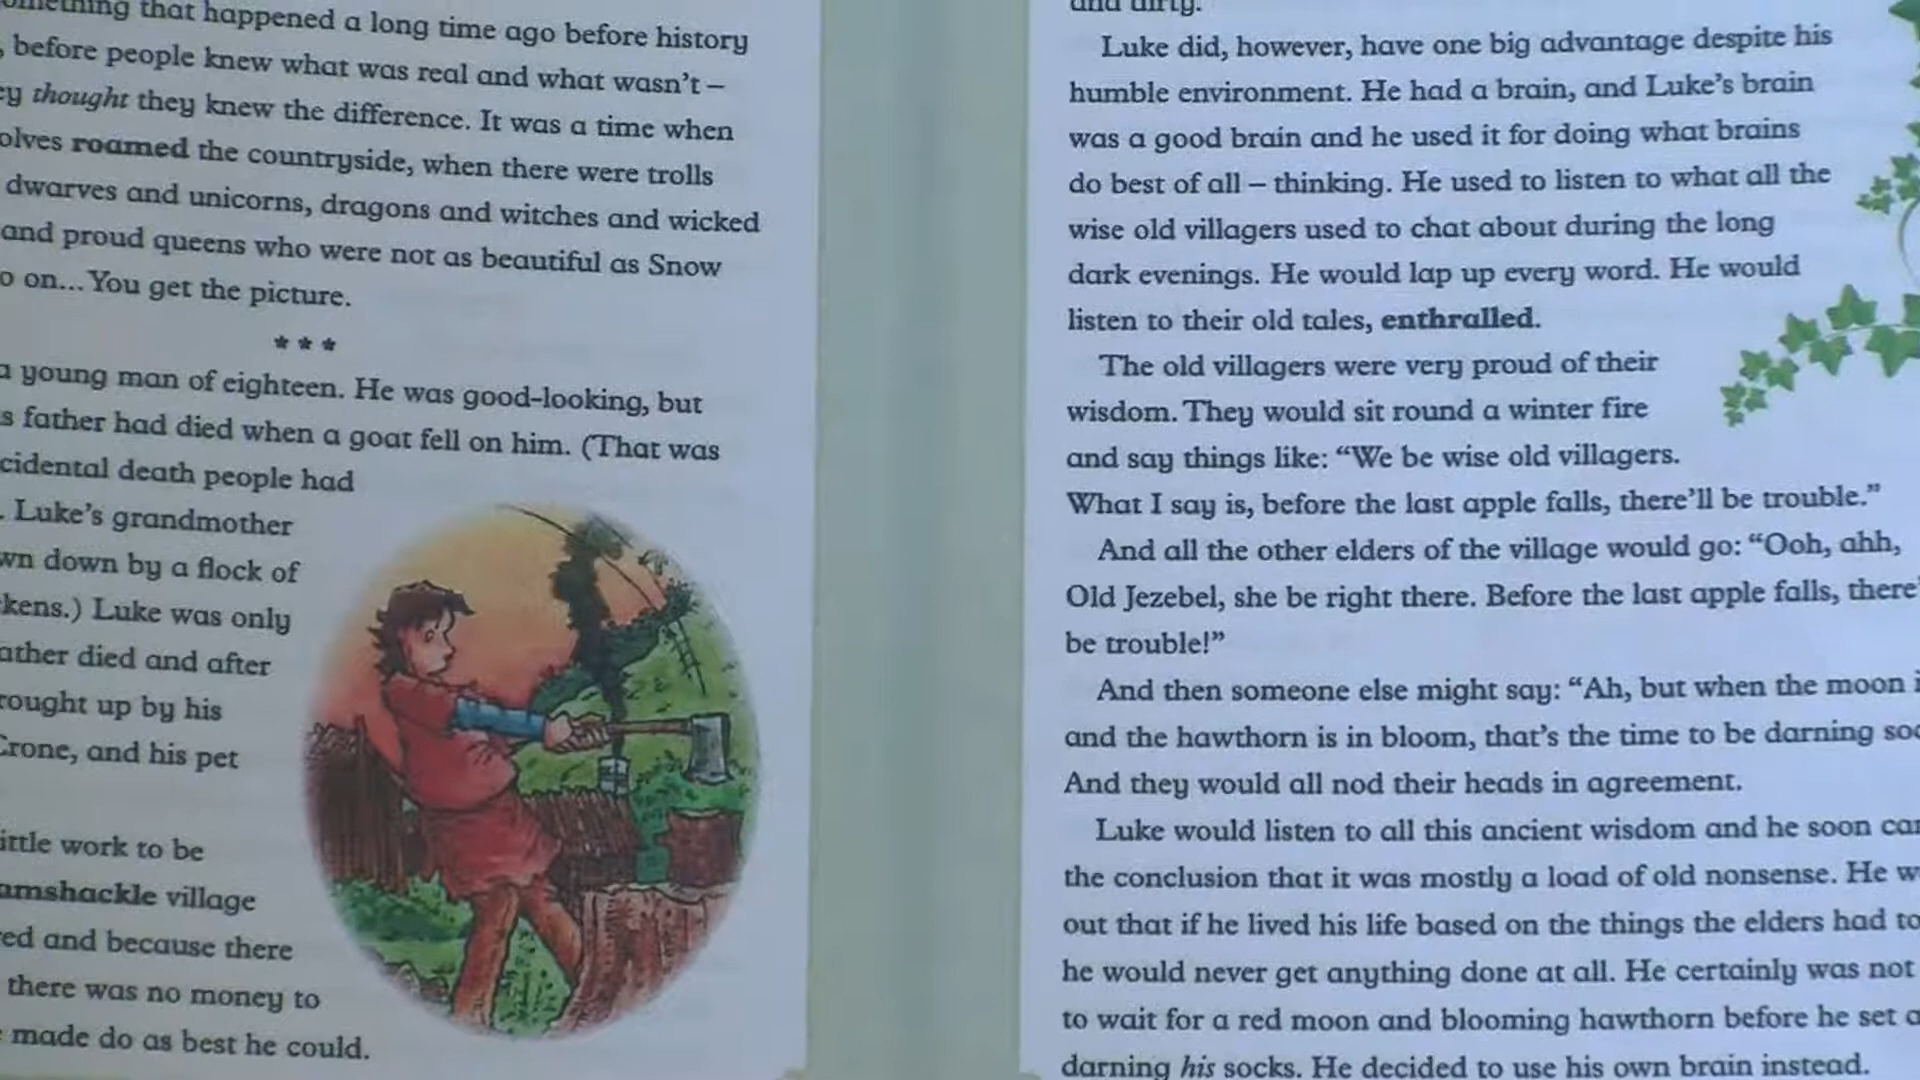 that happened a long time ago before history
, before people knew what was real and what wasn't –
thought they knew the difference. It was a time when
roamed the countryside, when there were trolls
dwarves and unicorns, dragons and witches and wicked
and proud queens who were not as beautiful as Snow
on... You get the picture.
* * *
a young man of eighteen. He was good-looking, but
father had died when a goat fell on him. (That was
death people had
. Luke's grandmother
down by a flock of
Luke was only
died and after
up by his
Crone, and his pet
work to be
village
and because there
there was no money to
made do as best he could.
and dirty.
Luke did, however, have one big advantage despite his
humble environment. He had a brain, and Luke's brain
was a good brain and he used it for doing what brains
do best of all – thinking. He used to listen to what all the
wise old villagers used to chat about during the long
dark evenings. He would lap up every word. He would
listen to their old tales, enthralled.
The old villagers were very proud of their
wisdom. They would sit round a winter fire
and say things like: “We be wise old villagers.
What I say is, before the last apple falls, there'll be trouble.”
And all the other elders of the village would go: “Ooh, ahh,
Old Jezebel, she be right there. Before the last apple falls,
be trouble!”
And then someone else might say: “Ah, but when the moon
and the hawthorn is in bloom, that's the time to be darning
And they would all nod their heads in agreement.
Luke would listen to all this ancient wisdom and he soon
the conclusion that it was mostly a load of old nonsense. He
out that if he lived his life based on the things the elders had
he would never get anything done at all. He certainly was not
to wait for a red moon and blooming hawthorn before he set
darning his socks. He decided to use his own brain instead.